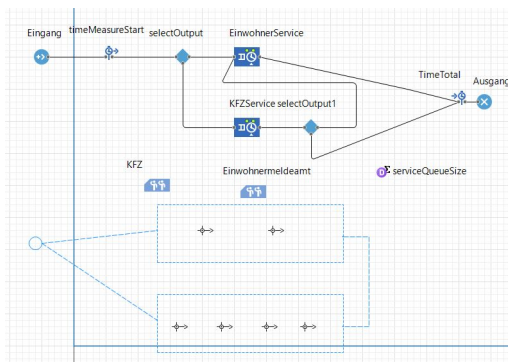 Eingang timeMeasureStart selectOutput EinwohnerService
TimeTotal
Ausgang
KFZService selectOutput1
KFZ
Einwohnermeldeamt
serviceQueueSize